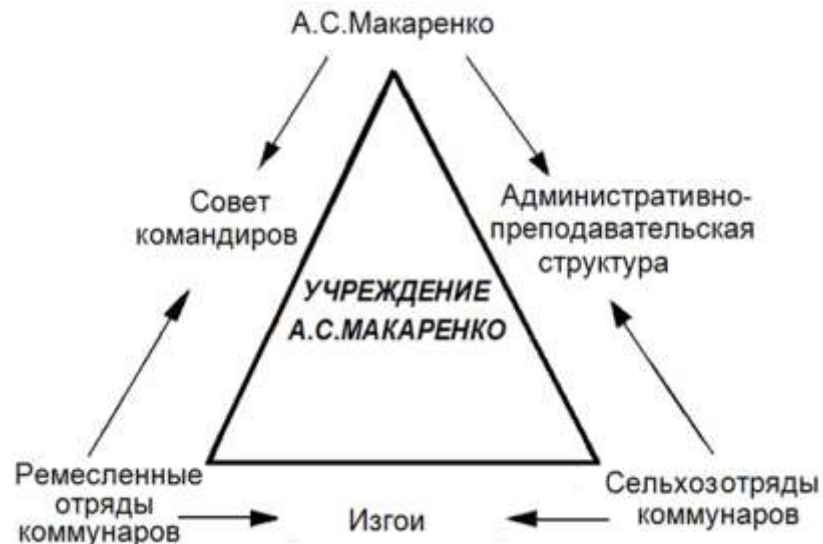 А.С.Макаренко
Совет
командиров
Административно-
преподавательская
структура
УЧРЕЖДЕНИЕ
А.С.МАКАРЕНКО
Ремесленные
отряды
коммунаров
Изгои
Сельхозотряды
коммунаров